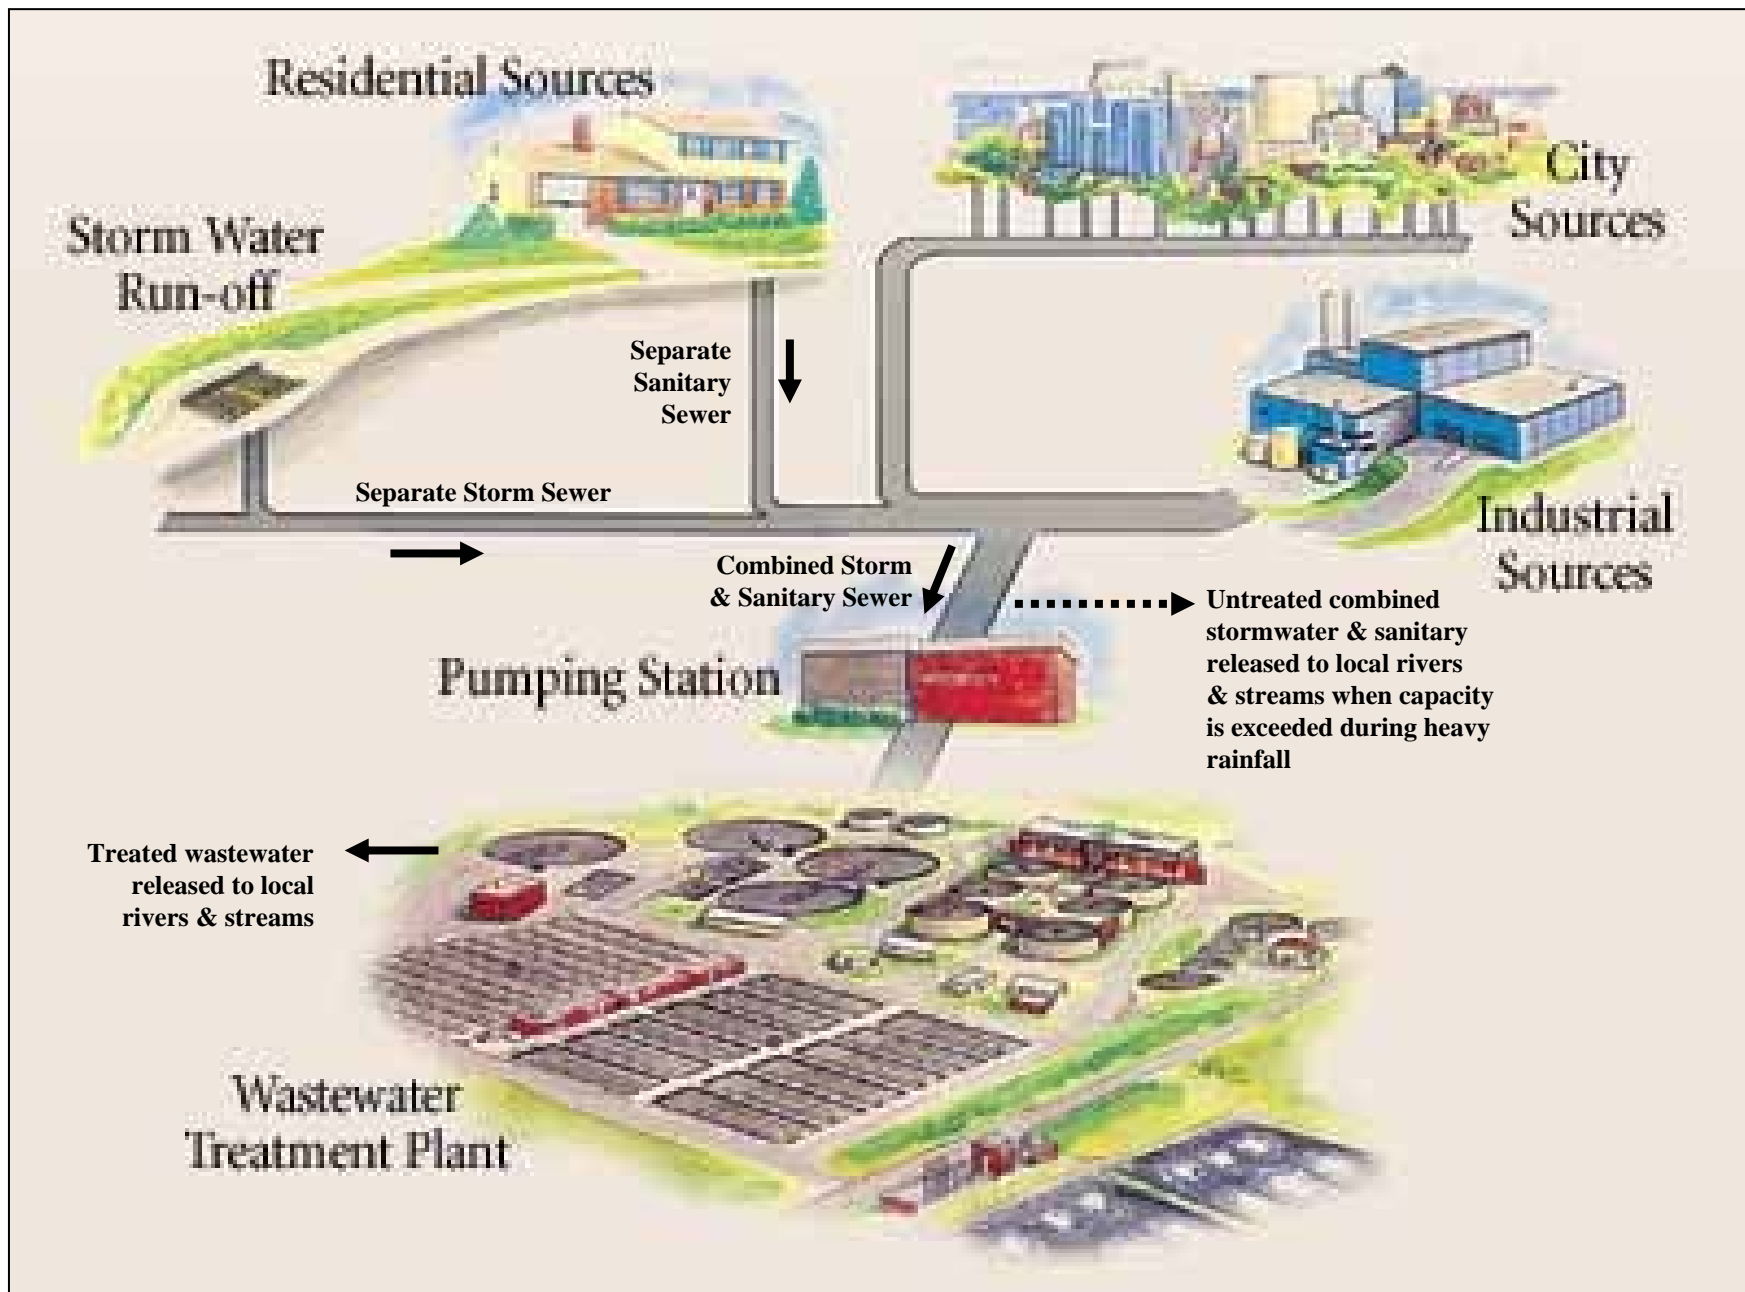 Residential Sources
City
Sources
Storm Water
Run-off
Separate
Sanitary
Sewer
Separate Storm Sewer
Industrial
Sources
Combined Storm
& Sanitary Sewer
Untreated combined
stormwater & sanitary
released to local rivers
& streams when capacity
is exceeded during heavy
rainfall
Pumping Station
Treated wastewater
released to local
rivers & streams
Wastewater
Treatment Plant